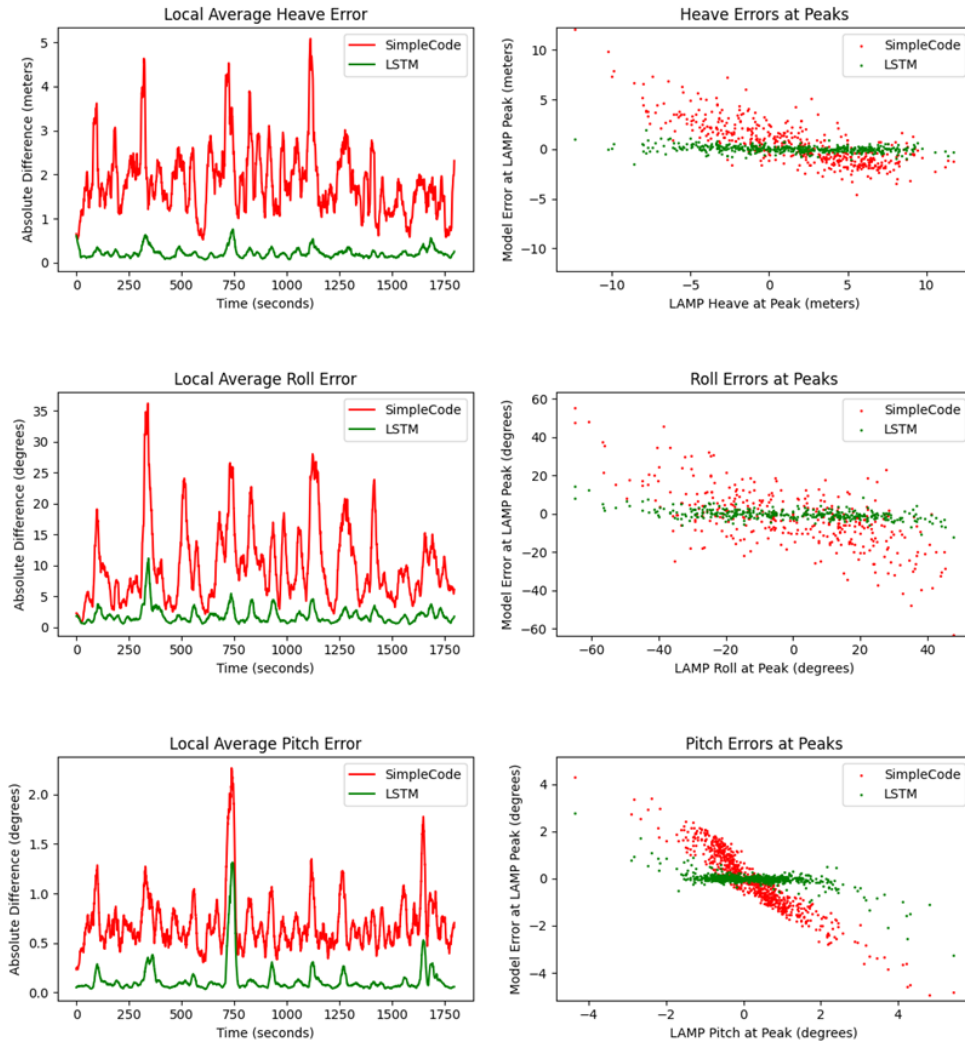 Local Average Heave Error
Absolute Difference (meters)
5
4
3
2
1
0
SimpleCode
LSTM
0 250 500 750 1000 1250 1500 1750
Time (seconds)
Heave Errors at Peaks
Model Error at LAMP Peak (meters)
10
5
0
−5
−10
SimpleCode
LSTM
−10 −5 0 5 10
LAMP Heave at Peak (meters)
Local Average Roll Error
Absolute Difference (degrees)
35
30
25
20
15
10
5
0
SimpleCode
LSTM
0 250 500 750 1000 1250 1500 1750
Time (seconds)
Roll Errors at Peaks
Model Error at LAMP Peak (degrees)
60
40
20
0
−20
−40
−60
SimpleCode
LSTM
−60 −40 −20 0 20 40
LAMP Roll at Peak (degrees)
Local Average Pitch Error
Absolute Difference (degrees)
2.0
1.5
1.0
0.5
0.0
SimpleCode
LSTM
0 250 500 750 1000 1250 1500 1750
Time (seconds)
Pitch Errors at Peaks
Model Error at LAMP Peak (degrees)
4
2
0
−2
−4
SimpleCode
LSTM
−4 −2 0 2 4
LAMP Pitch at Peak (degrees)